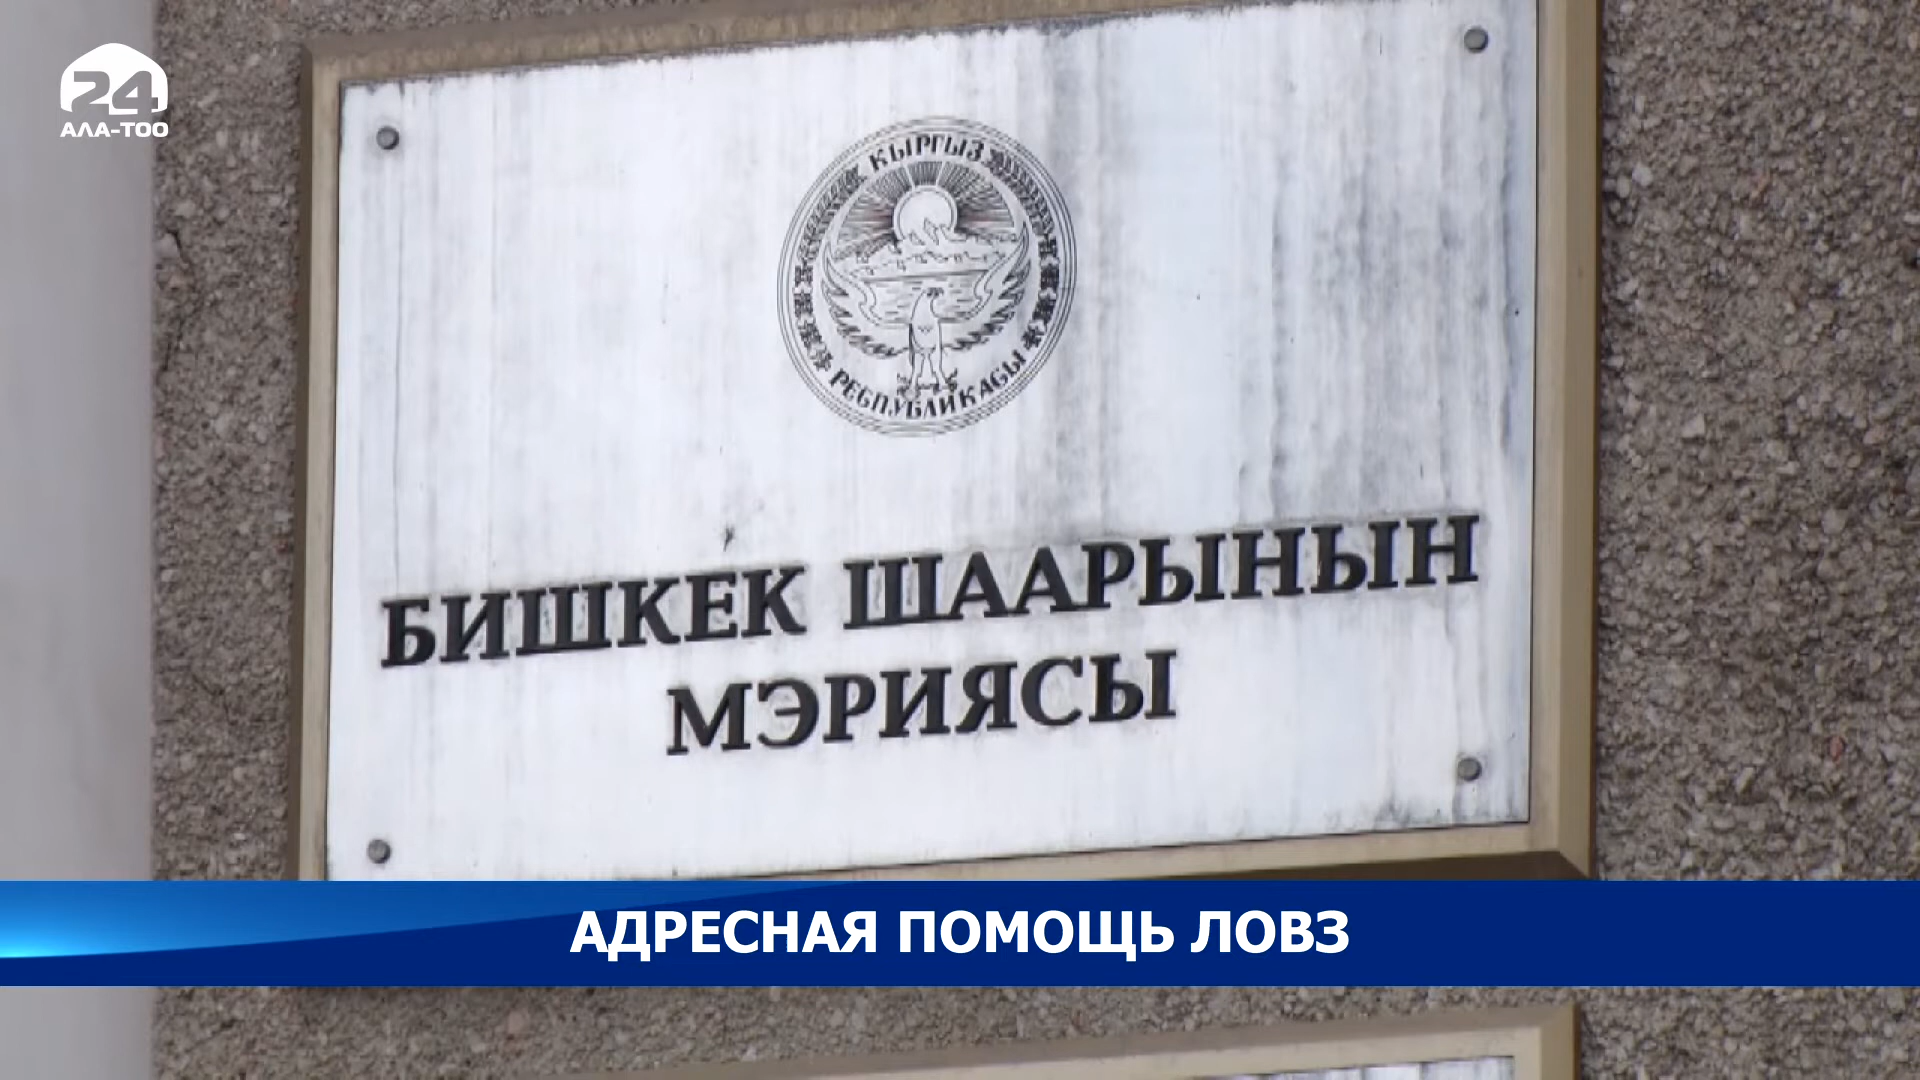 24
АЛА-ТОО
КЫРГЫЗ
РЕСПУБЛИКАСЫ
БИШКЕК ШААРЫНЫН
МЭРИЯСЫ
АДРЕСНАЯ ПОМОЩЬ ЛОВЗ